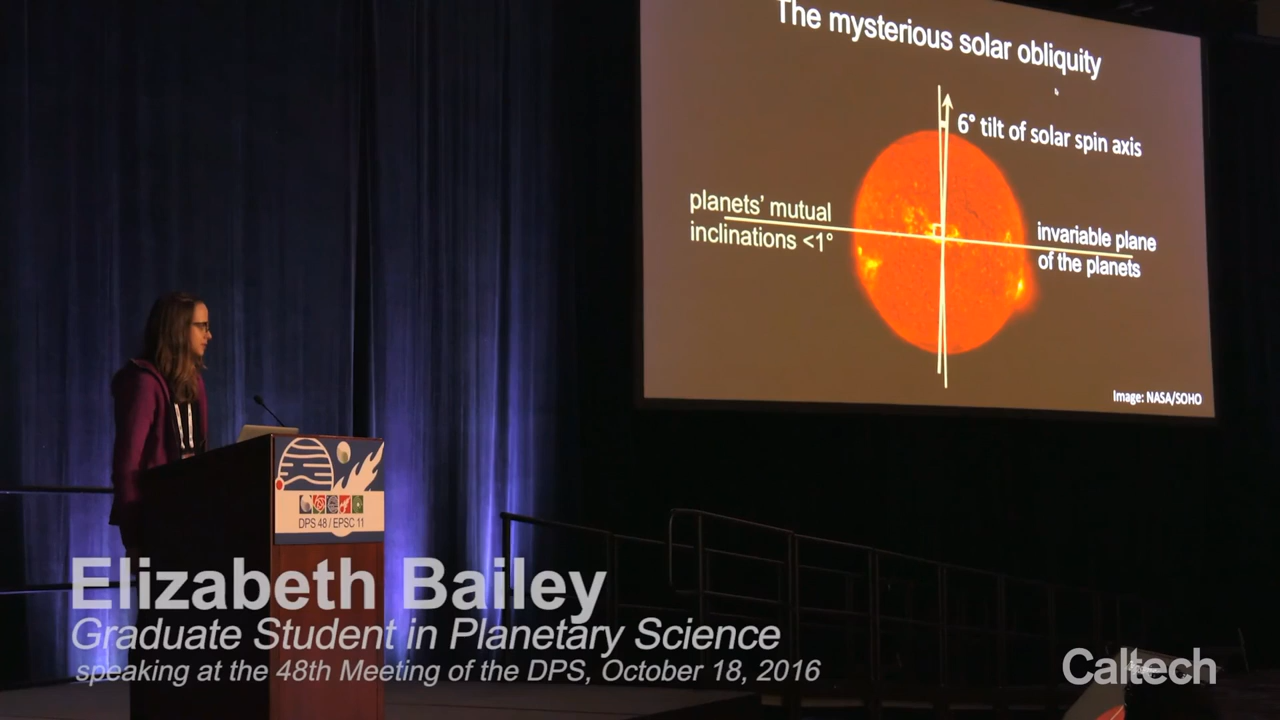 The mysterious solar obliquity
6° tilt of solar spin axis
planets’ mutual
inclinations <1°
invariable plane
of the planets
Image: NASA/SOHO
DPS 48 / EPSC 11
Elizabeth Bailey
Graduate Student in Planetary Science
speaking at the 48th Meeting of the DPS, October 18, 2016
Caltech